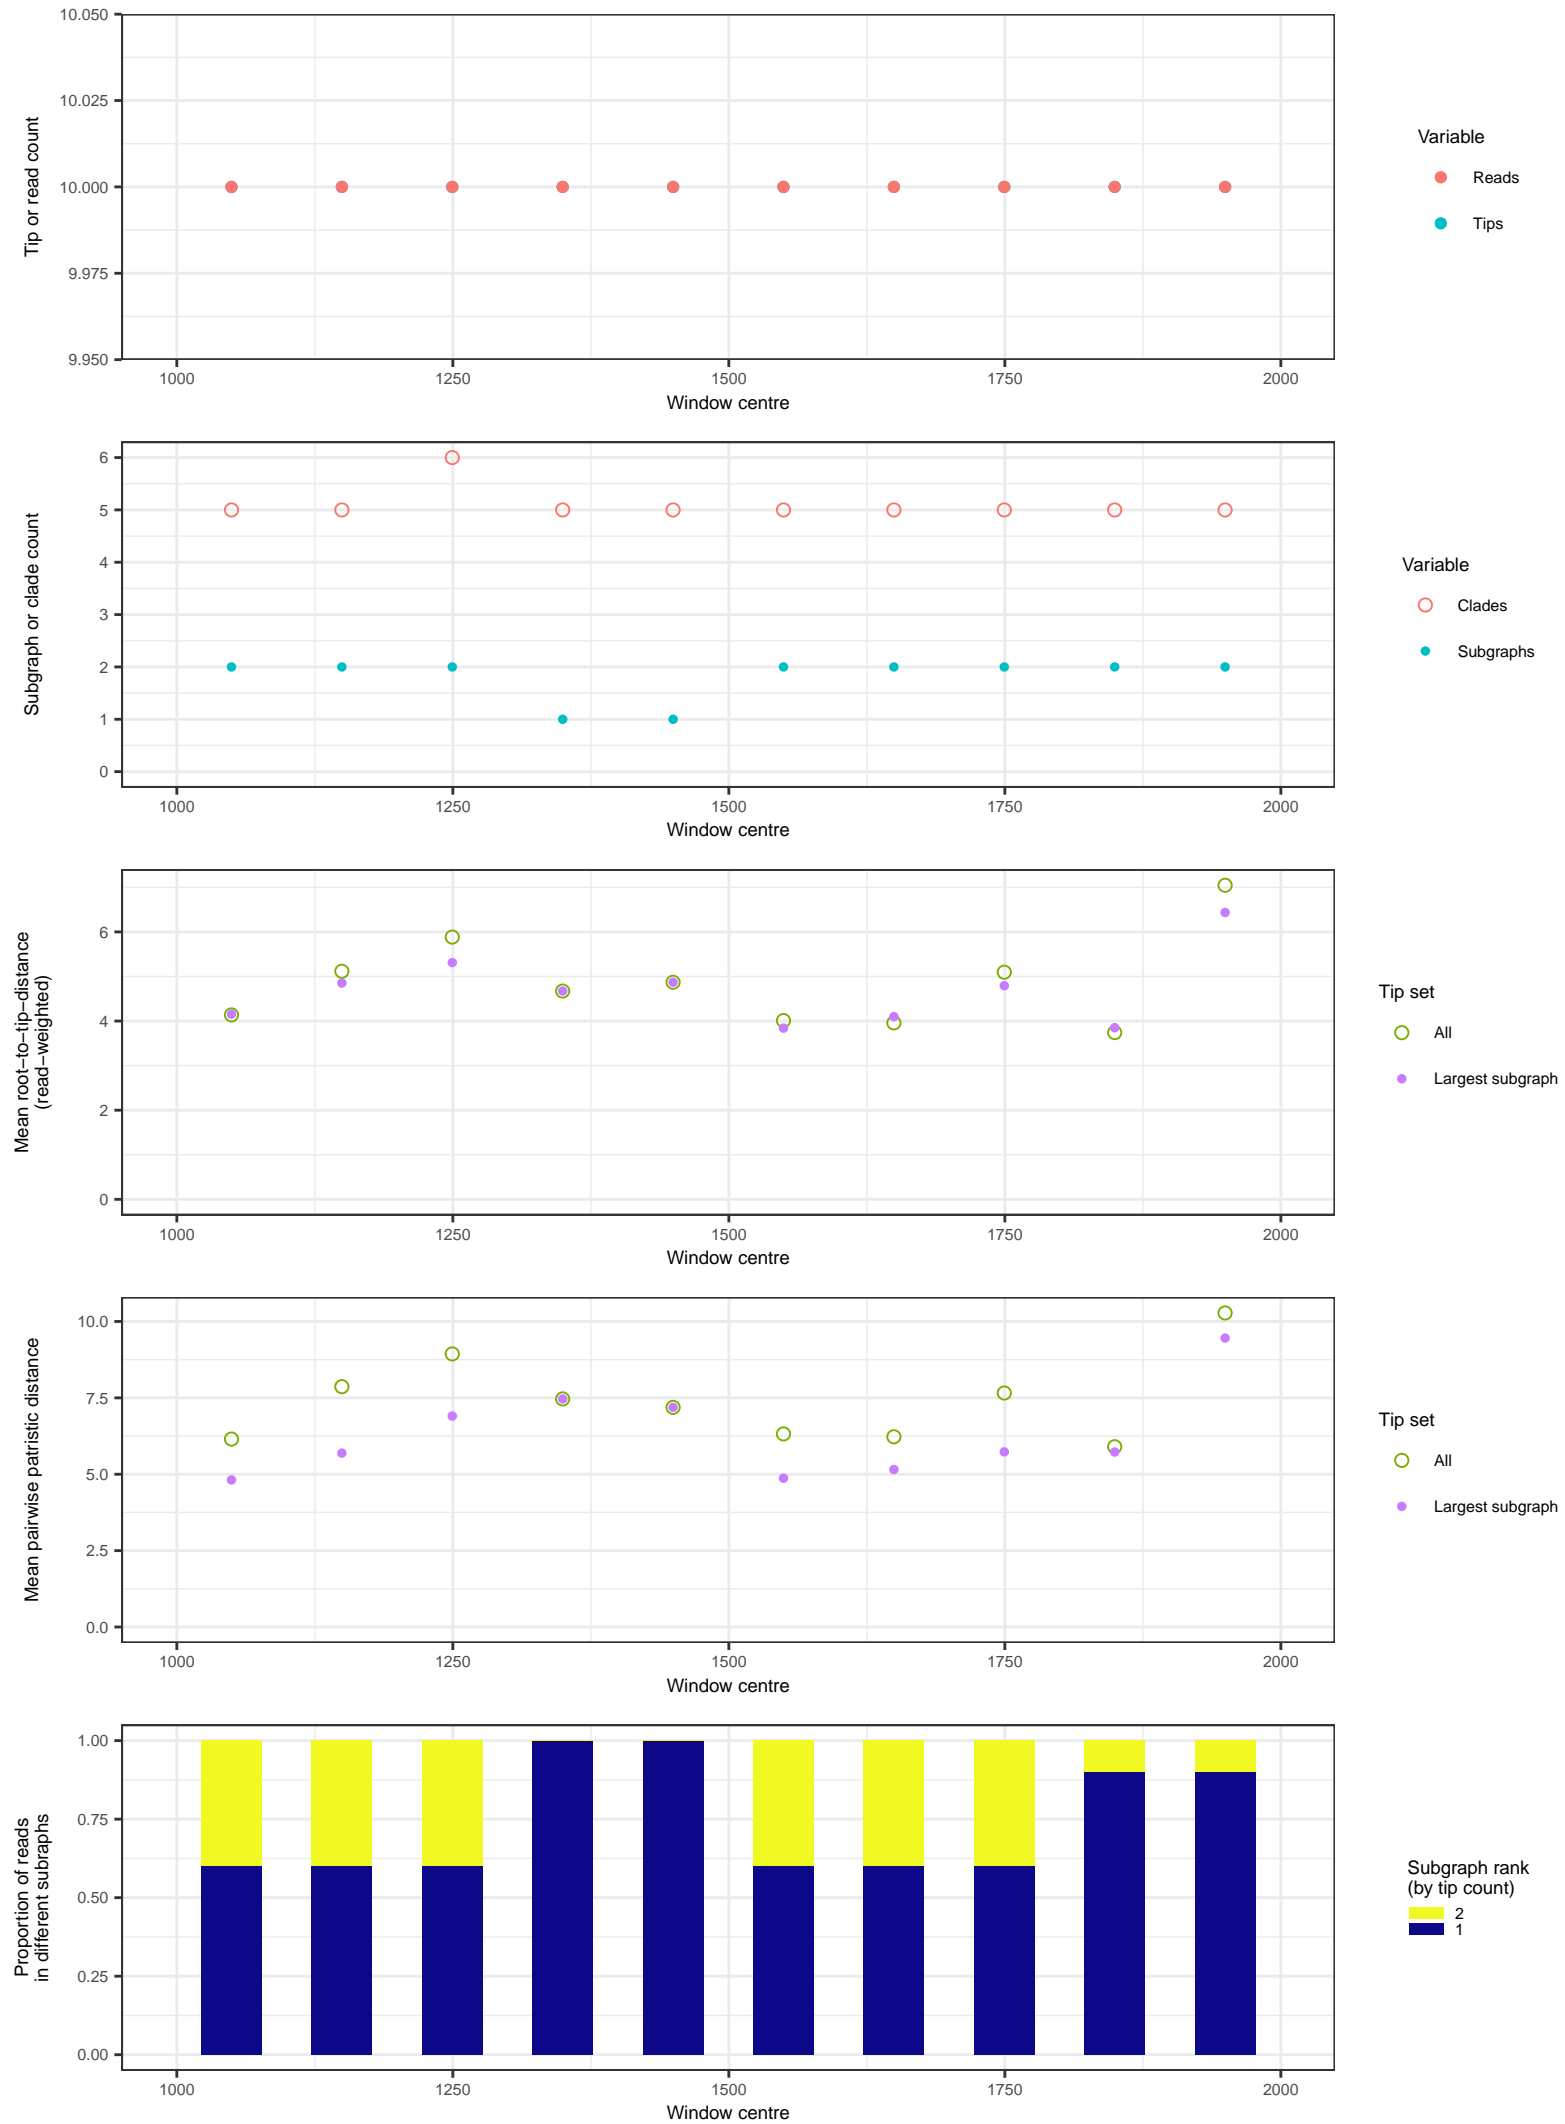 10.050
10.025
10.000
9.975
9.950
Tip or read count
1000 1250 1500 1750 2000
Window centre
Variable
Reads
Tips
6
5
4
3
2
1
0
Subgraph or clade count
1000 1250 1500 1750 2000
Window centre
Variable
Clades
Subgraphs
6
4
2
0
Mean root−to−tip−distance
(read−weighted)
1000 1250 1500 1750 2000
Window centre
Tip set
All
Largest subgraph
10.0
7.5
5.0
2.5
0.0
Mean pairwise patristic distance
1000 1250 1500 1750 2000
Window centre
Tip set
All
Largest subgraph
1.00
0.75
0.50
0.25
0.00
Proportion of reads
in different subraphs
1000 1250 1500 1750 2000
Window centre
Subgraph rank
(by tip count)
2
1